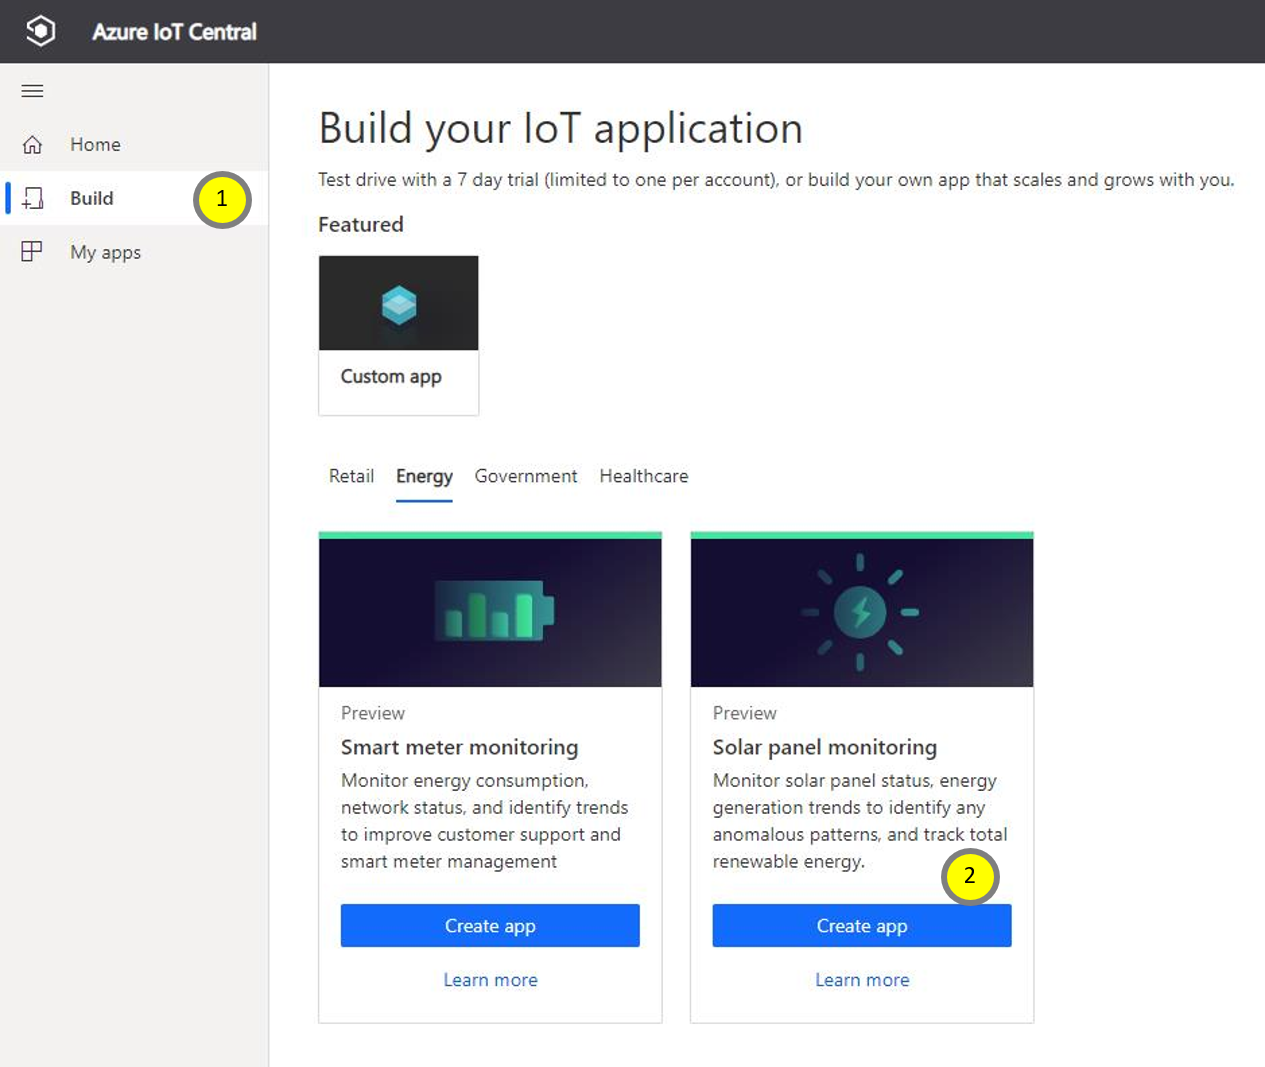 Azure IoT Central
Home
Build
1
My apps
Build your IoT application
Test drive with a 7 day trial (limited to one per account), or build your own app that scales and grows with you.
Featured
Custom app
Retail Energy Government Healthcare
Preview
Smart meter monitoring
Monitor energy consumption,
network status, and identify trends
to improve customer support and
smart meter management
Create app
Learn more
Preview
Solar panel monitoring
Monitor solar panel status, energy
generation trends to identify any
anomalous patterns, and track total
renewable energy.
2
Create app
Learn more